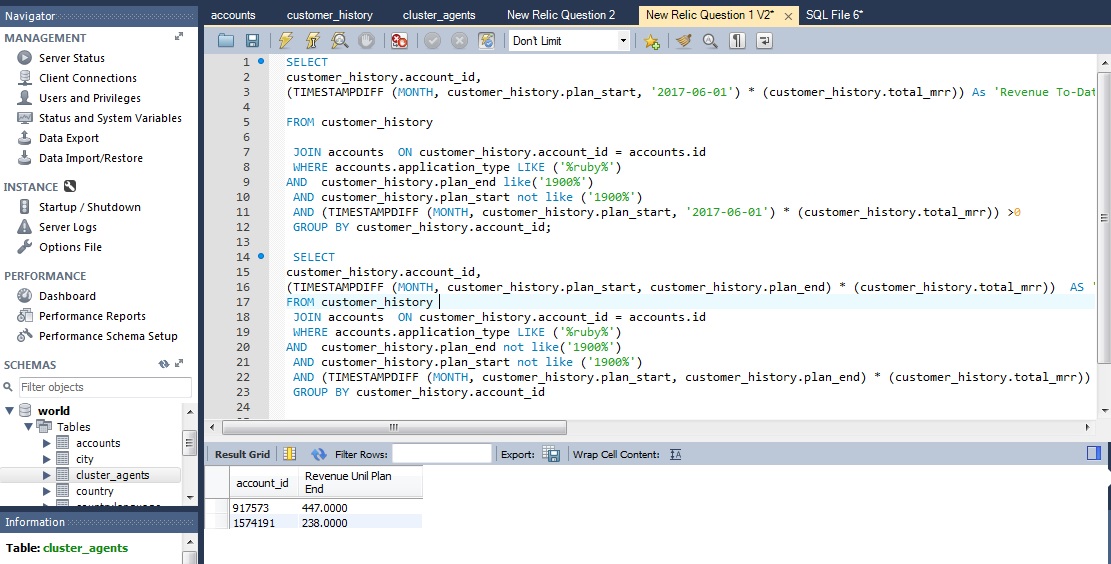 Navigator
MANAGEMENT
Server Status
Client Connections
Users and Privileges
Status and System Variables
Data Export
Data Import/Restore
INSTANCE
Startup / Shutdown
Server Logs
Options File
PERFORMANCE
Dashboard
Performance Reports
Performance Schema Setup
SCHEMAS
Filter objects
world
Tables
accounts
city
cluster_agents
country
countrylanguage
Information
Table: cluster_agents
accounts customer_history cluster_agents New Relic Question 2 New Relic Question 1 V2* × SQL File 6*
Don't Limit
1 SELECT
2 customer_history.account_id,
3 (TIMESTAMPDIFF (MONTH, customer_history.plan_start, '2017-06-01') * (customer_history.total_mrr)) As 'Revenue To-Dat
4
5 FROM customer_history
6
7 JOIN accounts ON customer_history.account_id = accounts.id
8 WHERE accounts.application_type LIKE ('%ruby%')
9 AND customer_history.plan_end like('1900%')
10 AND customer_history.plan_start not like ('1900%')
11 AND (TIMESTAMPDIFF (MONTH, customer_history.plan_start, '2017-06-01') * (customer_history.total_mrr)) >0
12 GROUP BY customer_history.account_id;
13
14 SELECT
15 customer_history.account_id,
16 (TIMESTAMPDIFF (MONTH, customer_history.plan_start, customer_history.plan_end) * (customer_history.total_mrr)) AS '
17 FROM customer_history
18 JOIN accounts ON customer_history.account_id = accounts.id
19 WHERE accounts.application_type LIKE ('%ruby%')
20 AND customer_history.plan_end not like('1900%')
21 AND customer_history.plan_start not like ('1900%')
22 AND (TIMESTAMPDIFF (MONTH, customer_history.plan_start, customer_history.plan_end) * (customer_history.total_mrr))
23 GROUP BY customer_history.account_id
24
Result Grid Filter Rows: Export: Wrap Cell Content:
account_id Revenue Unil Plan
End
917573 447.0000
1574191 238.0000